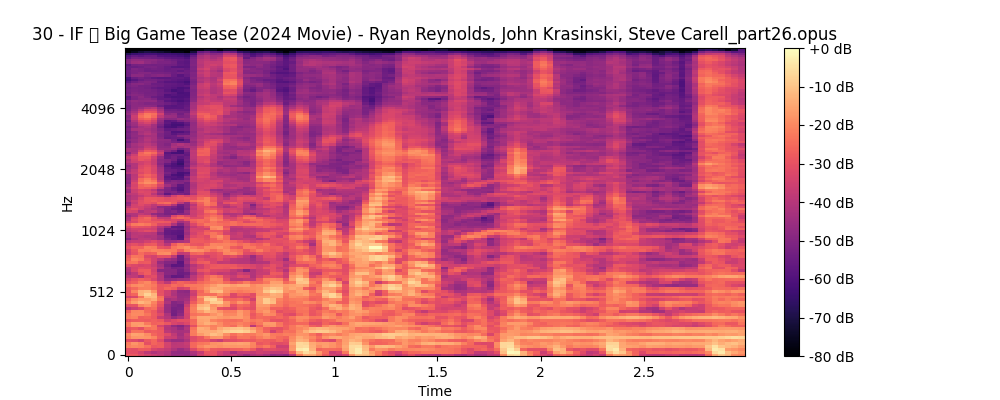 30 - IF  Big Game Tease (2024 Movie) - Ryan Reynolds, John Krasinski, Steve Carell_part26.opus
Hz
4096
2048
1024
512
0
0 0.5 1 1.5 2 2.5
Time
+0 dB
-10 dB
-20 dB
-30 dB
-40 dB
-50 dB
-60 dB
-70 dB
-80 dB